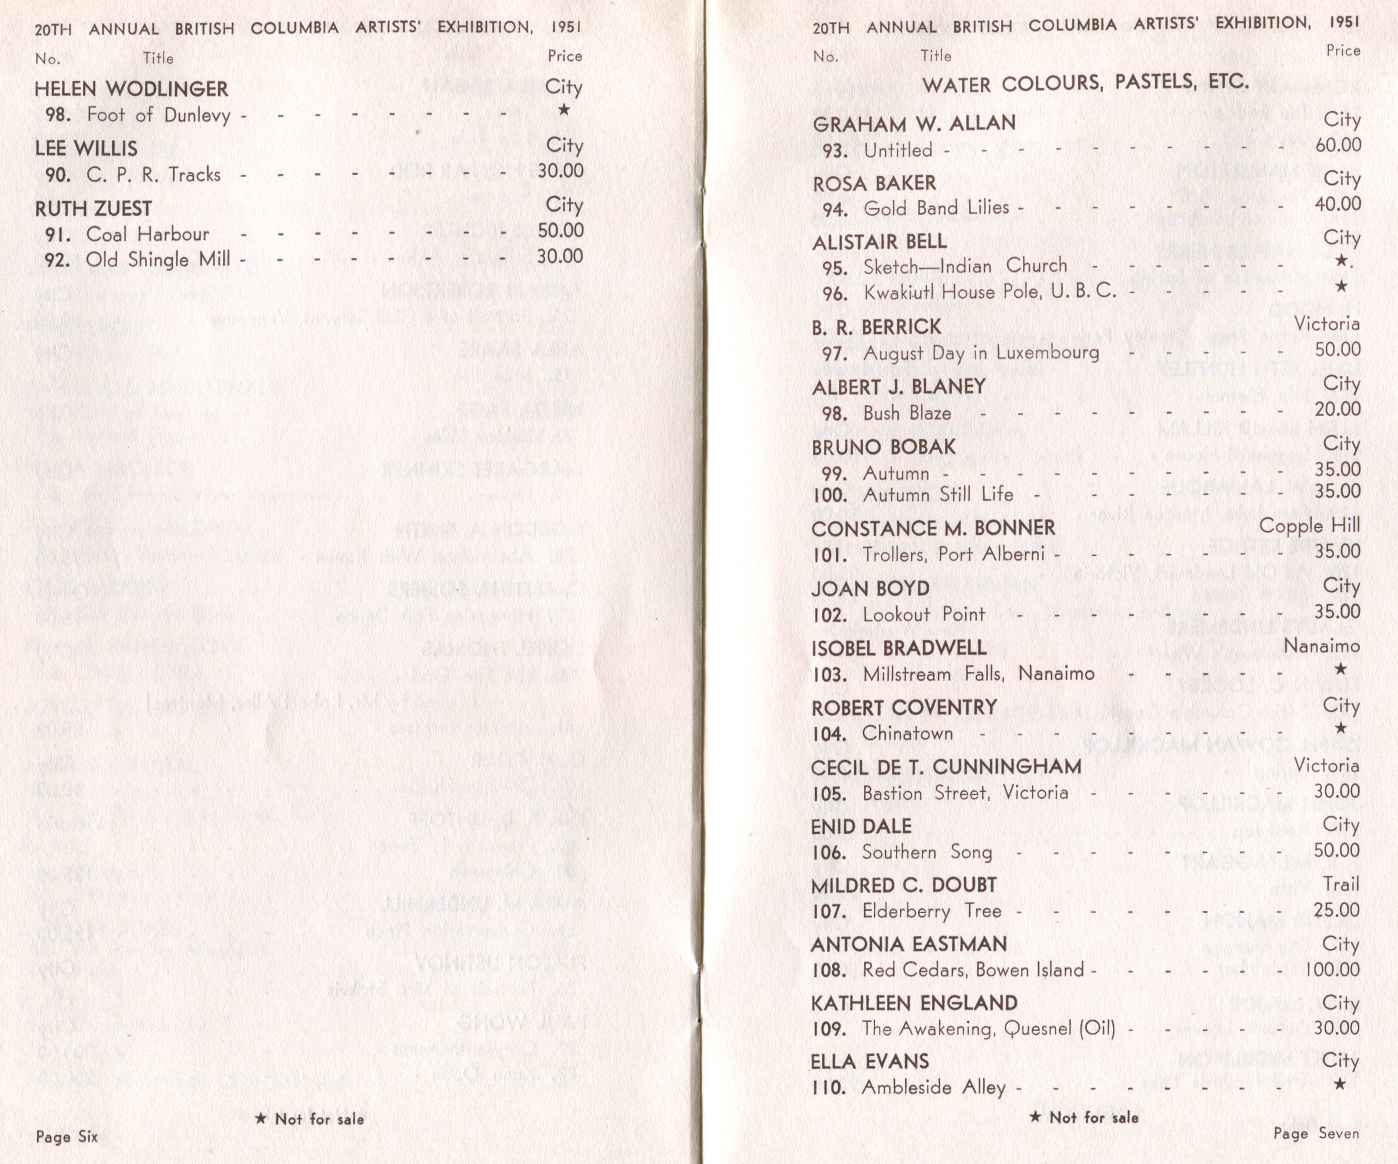 20TH ANNUAL BRITISH COLUMBIA ARTISTS' EXHIBITION, 1951
No. Title Price
HELEN WODLINGER City
98. Foot of Dunlevy - - - - - - - - ★
LEE WILLIS City
90. C. P. R. Tracks - - - - - - - - 30.00
RUTH ZUEST City
91. Coal Harbour - - - - - - - - 50.00
92. Old Shingle Mill - - - - - - - - 30.00
★ Not for sale
Page Six
20TH ANNUAL BRITISH COLUMBIA ARTISTS' EXHIBITION, 1951
No. Title Price
WATER COLOURS, PASTELS, ETC.
GRAHAM W. ALLAN City
93. Untitled - - - - - - - - - - 60.00
ROSA BAKER City
94. Gold Band Lilies - - - - - - - - 40.00
ALISTAIR BELL City
95. Sketch—Indian Church - - - - - - ★.
96. Kwakiutl House Pole, U. B. C. - - - - - ★
B. R. BERRICK Victoria
97. August Day in Luxembourg - - - - - 50.00
ALBERT J. BLANEY City
98. Bush Blaze - - - - - - - - - 20.00
BRUNO BOBAK City
99. Autumn - - - - - - - - - - 35.00
100. Autumn Still Life - - - - - - - 35.00
CONSTANCE M. BONNER Copple Hill
101. Trollers, Port Alberni - - - - - - - 35.00
JOAN BOYD City
102. Lookout Point - - - - - - - - 35.00
ISOBEL BRADWELL Nanaimo
103. Millstream Falls, Nanaimo - - - - - ★
ROBERT COVENTRY City
104. Chinatown - - - - - - - - - ★
CECIL DE T. CUNNINGHAM Victoria
105. Bastion Street, Victoria - - - - - - 30.00
ENID DALE City
106. Southern Song - - - - - - - - 50.00
MILDRED C. DOUBT Trail
107. Elderberry Tree - - - - - - - - 25.00
ANTONIA EASTMAN City
108. Red Cedars, Bowen Island - - - - - - 100.00
KATHLEEN ENGLAND City
109. The Awakening, Quesnel (Oil) - - - - - 30.00
ELLA EVANS City
110. Ambleside Alley - - - - - - - - ★
★ Not for sale
Page Seven